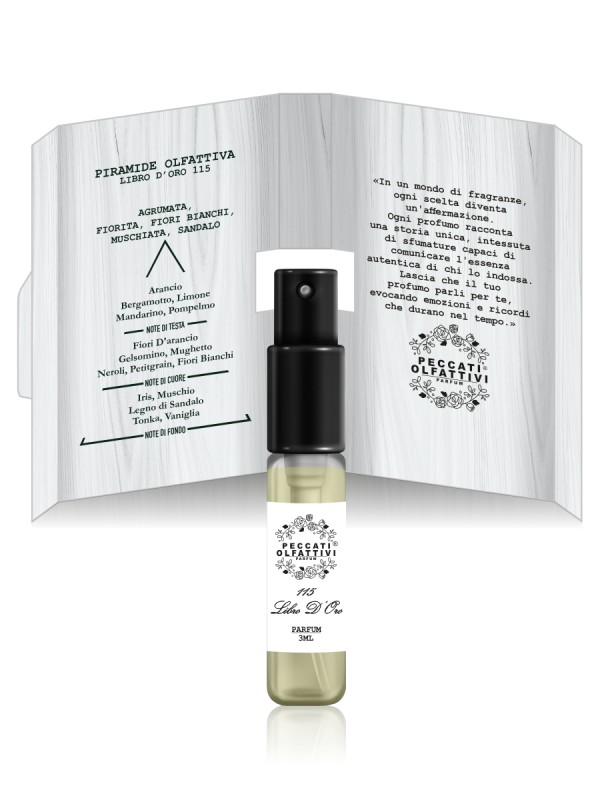 PIRAMIDE OLFATTIVA
LIBRO D'ORO 115
AGRUMATA,
FIORITA, FIORI BIANCHI,
MUSCHIATA, SANDALO
Arancio
Bergamotto, Limone
Mandarino, Pompelmo
NOTE DI TESTA
Fiori D'arancio
Gelsomino, Mughetto
Neroli, Petitgrain, Fiori Bianchi
NOTE DI CUORE
Iris, Muschio
Legno di Sandalo
Tonka, Vaniglia
NOTE DI FONDO
«In un mondo di fragranze,
ogni scelta diventa
un'affermazione.
Ogni profumo racconta
una storia unica, intessuta
di sfumature capaci di
comunicare l'essenza
autentica di chi lo indossa.
Lascia che il tuo
profumo parli per te,
evocando emozioni e ricordi
che durano nel tempo.»
PECCATI
OLFATTIVI
PARFUM
PECCATI
OLFATTIVI
PARFUM
115
Libro D'Oro
PARFUM
3ML